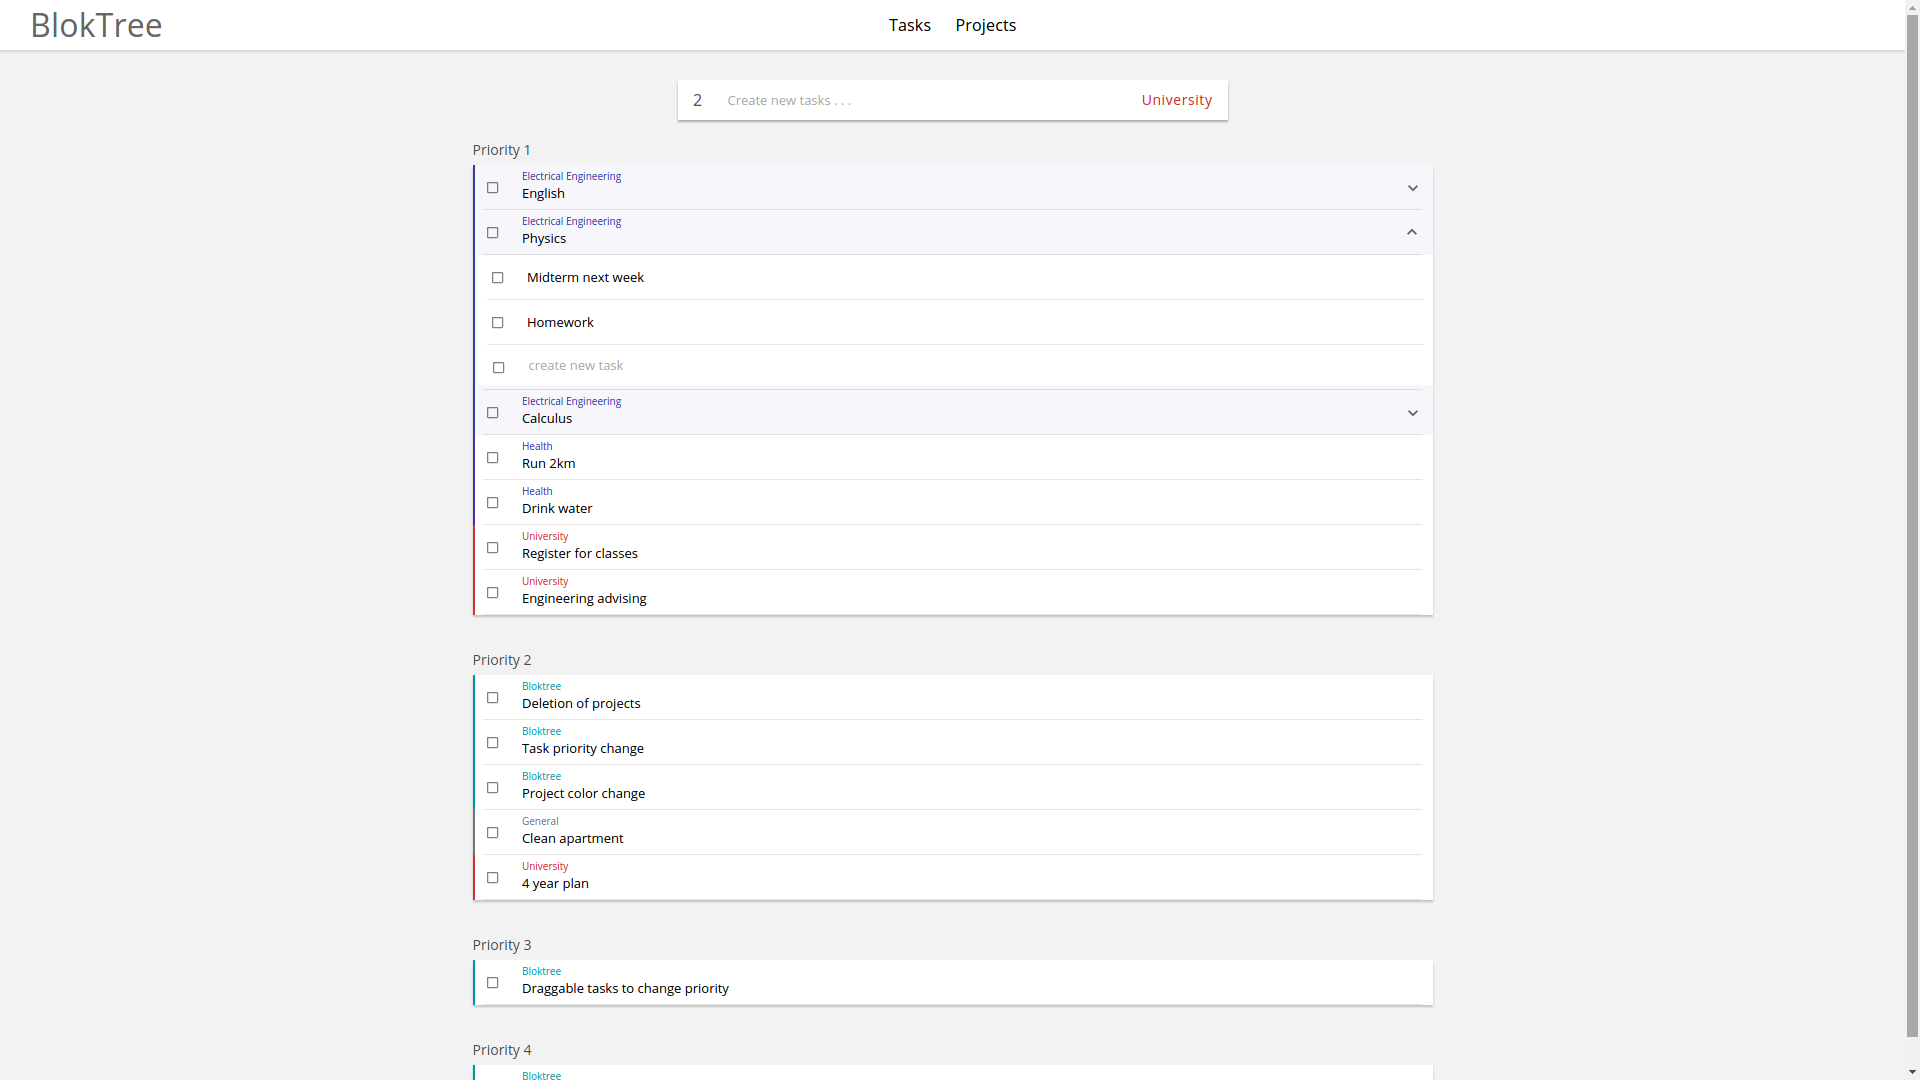 BlokTree
Tasks Projects
2 Create new tasks . . . University
Priority 1
Electrical Engineering
English
Electrical Engineering
Physics
Midterm next week
Homework
create new task
Electrical Engineering
Calculus
Health
Run 2km
Health
Drink water
University
Register for classes
University
Engineering advising
Priority 2
Bloktree
Deletion of projects
Bloktree
Task priority change
Bloktree
Project color change
General
Clean apartment
University
4 year plan
Priority 3
Bloktree
Draggable tasks to change priority
Priority 4
Bloktree